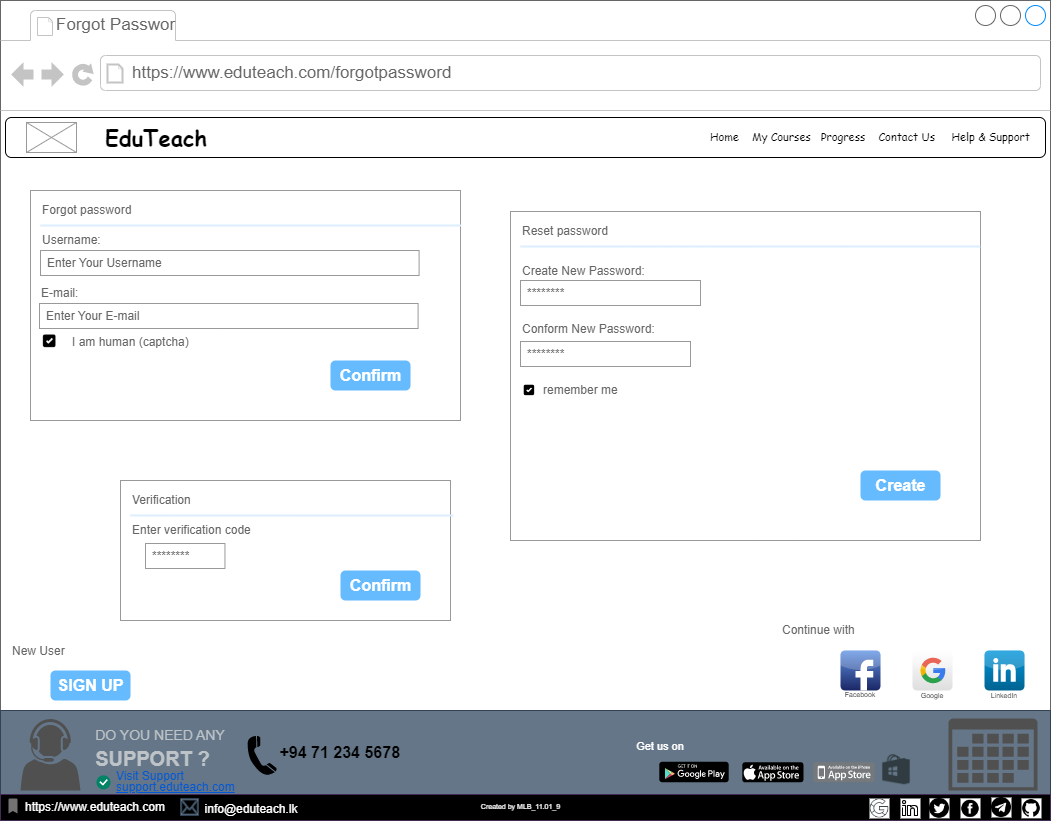 Forgot Passwor
https://www.eduteach.com/forgotpassword
EduTeach
Home My Courses Progress Contact Us Help & Support
Forgot password
Username:
Enter Your Username
E-mail:
Enter Your E-mail
I am human (captcha)
Confirm
Reset password
Create New Password:
********
Conform New Password:
********
remember me
Create
Verification
Enter verification code
********
Confirm
Continue with
Facebook
Google
in
LinkedIn
New User
SIGN UP
DO YOU NEED ANY
SUPPORT ?
Visit Support
support.eduteach.com
+94 71 234 5678
Get us on
GET IT ON
Google Play
Available on the
App Store
Available on the iPhone
App Store
https://www.eduteach.com
info@eduteach.lk
Created by MLB_11.01_9
in